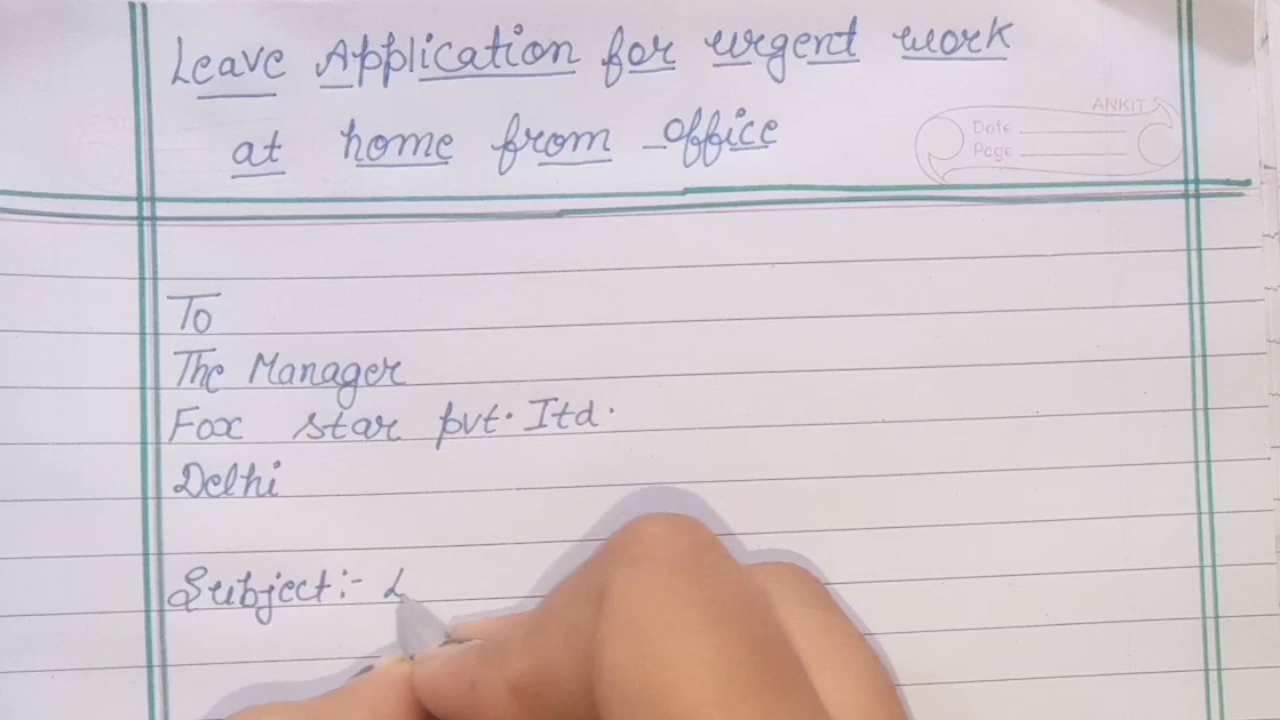 Leave Application for urgent work
at home from office
ANKIT
Date
Page
To
The Manager
Fox star pvt. Itd.
Delhi
Subject:- L